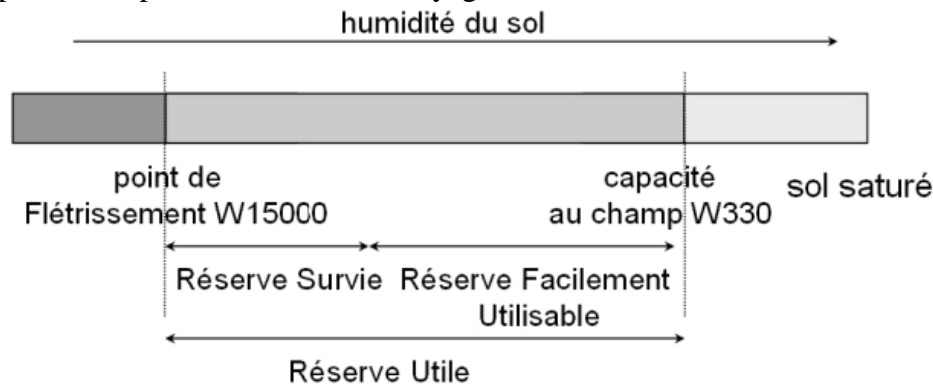 humidité du sol
point de
Flétrissement W15000
capacité
au champ W330
sol saturé
Réserve Survie
Réserve Facilement
Utilisable
Réserve Utile